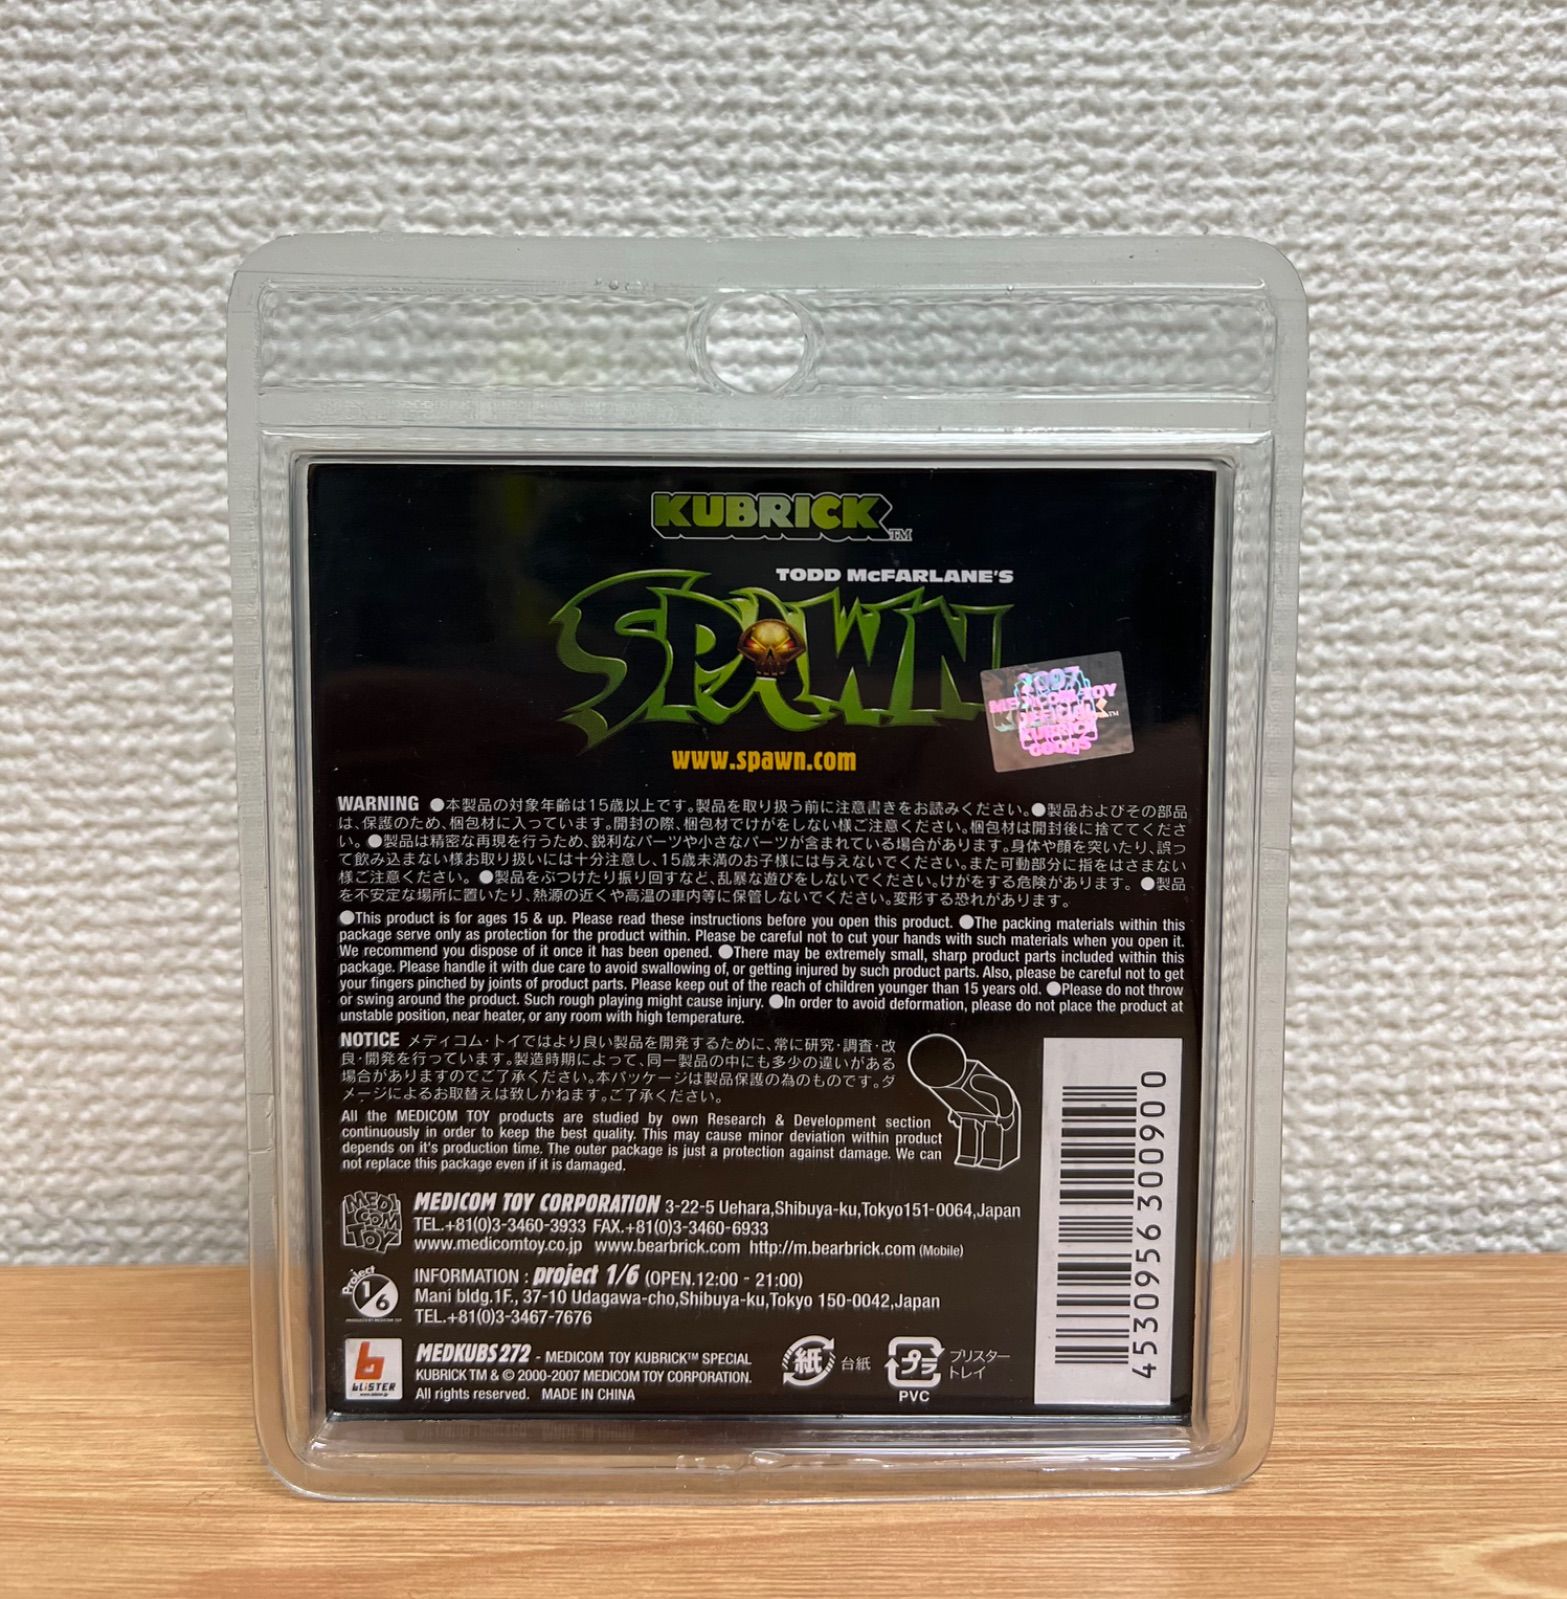 KUBRICK™
TODD McFARLANE'S
SPAWN
2007
MEDICOM TOY
OFFICIAL
KUBRICK
GOODS
www.spawn.com
WARNING ●本製品の対象年齢は15歳以上です。製品を取り扱う前に注意書きをお読みください。●製品およびその部品
は、保護のため、梱包材に入っています。開封の際、梱包材でけがをしない様ご注意ください。梱包材は開封後に捨ててくださ
い。●製品は精密な再現を行うため、鋭利なパーツや小さなパーツが含まれている場合があります。身体や顔を突いたり、誤っ
て飲み込まない様お取り扱いには十分注意し、15歳未満のお子様には与えないでください。また可動部分に指をはさまない
様ご注意ください。●製品をぶつけたり振り回すなど、乱暴な遊びをしないでください。けがをする危険があります。●製品
を不安定な場所に置いたり、熱源の近くや高温の車内等に保管しないでください。変形する恐れがあります。
●This product is for ages 15 & up. Please read these instructions before you open this product. ●The packing materials within this
package serve only as protection for the product within. Please be careful not to cut your hands with such materials when you open it.
We recommend you dispose of it once it has been opened. ●There may be extremely small, sharp product parts included within this
package. Please handle it with due care to avoid swallowing of, or getting injured by such product parts. Also, please be careful not to get
your fingers pinched by joints of product parts. Please keep out of the reach of children younger than 15 years old. ●Please do not throw
or swing around the product. Such rough playing might cause injury. ●In order to avoid deformation, please do not place the product at
unstable position, near heater, or any room with high temperature.
NOTICE メディコム・トイではより良い製品を開発するために、常に研究・調査・改
良・開発を行っています。製造時期によって、同一製品の中にも多少の違いがある
場合がありますのでご了承ください。本パッケージは製品保護の為のものです。ダ
メージによるお取替えは致しかねます。ご了承ください。
All the MEDICOM TOY products are studied by own Research & Development section
continuously in order to keep the best quality. This may cause minor deviation within product
depends on it's production time. The outer package is just a protection against damage. We can
not replace this package even if it is damaged.
MEDI
COM
TOY
MEDICOM TOY CORPORATION 3-22-5 Uehara,Shibuya-ku,Tokyo151-0064,Japan
TEL.+81(0)3-3460-3933 FAX.+81(0)3-3460-6933
www.medicomtoy.co.jp www.bearbrick.com http://m.bearbrick.com (Mobile)
Project
1/6
INFORMATION : project 1/6 (OPEN.12:00 - 21:00)
Mani bldg.1F., 37-10 Udagawa-cho,Shibuya-ku,Tokyo 150-0042,Japan
TEL.+81(0)3-3467-7676
b
BLiSTER
MEDKUBS272 - MEDICOM TOY KUBRICK™ SPECIAL
KUBRICK TM & © 2000-2007 MEDICOM TOY CORPORATION.
All rights reserved. MADE IN CHINA
紙 台紙
プラ ブリスター
トレイ
PVC
4530956300900